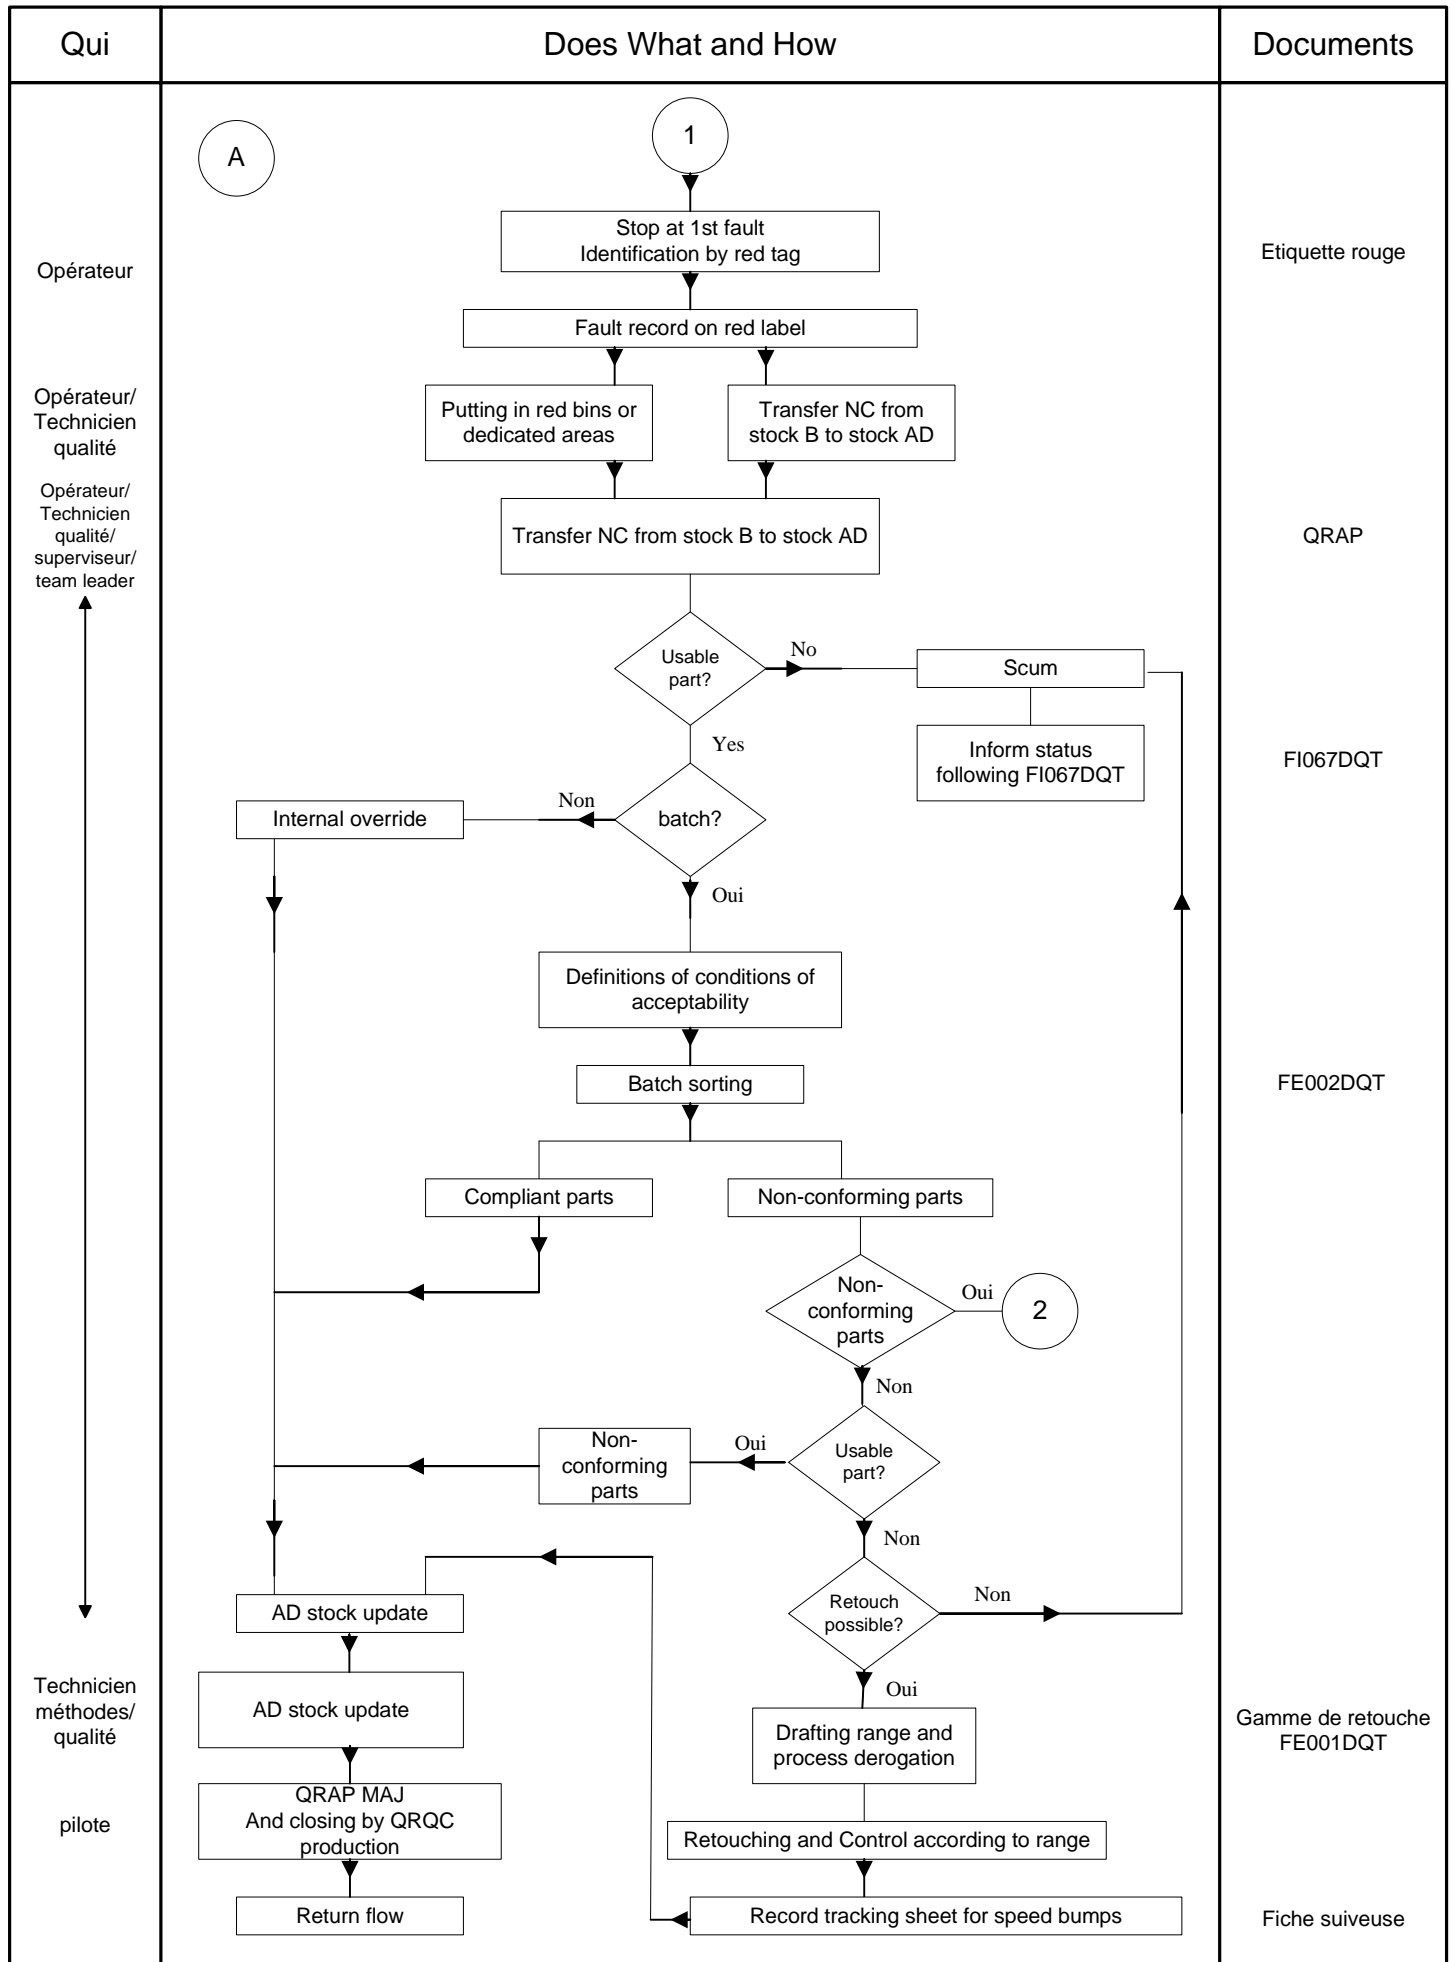 Qui
Does What and How
Documents
A
1
Stop at 1st fault
Identification by red tag
Opérateur
Etiquette rouge
Fault record on red label
Opérateur/
Technicien
qualité
Putting in red bins or
dedicated areas
Transfer NC from
stock B to stock AD
Opérateur/
Technicien
qualité/
superviseur/
team leader
Transfer NC from stock B to stock AD
QRAP
Usable
part?
No
Scum
Yes
Inform status
following FI067DQT
FI067DQT
Internal override
Non
batch?
Oui
Definitions of conditions of
acceptability
Batch sorting
FE002DQT
Compliant parts
Non-conforming parts
Non-
conforming
parts
Oui
2
Non
Non-
conforming
parts
Oui
Usable
part?
Non
AD stock update
Retouch
possible?
Non
Oui
Technicien
méthodes/
qualité
AD stock update
Drafting range and
process derogation
Gamme de retouche
FE001DQT
pilote
QRAP MAJ
And closing by QRQC
production
Retouching and Control according to range
Return flow
Record tracking sheet for speed bumps
Fiche suiveuse